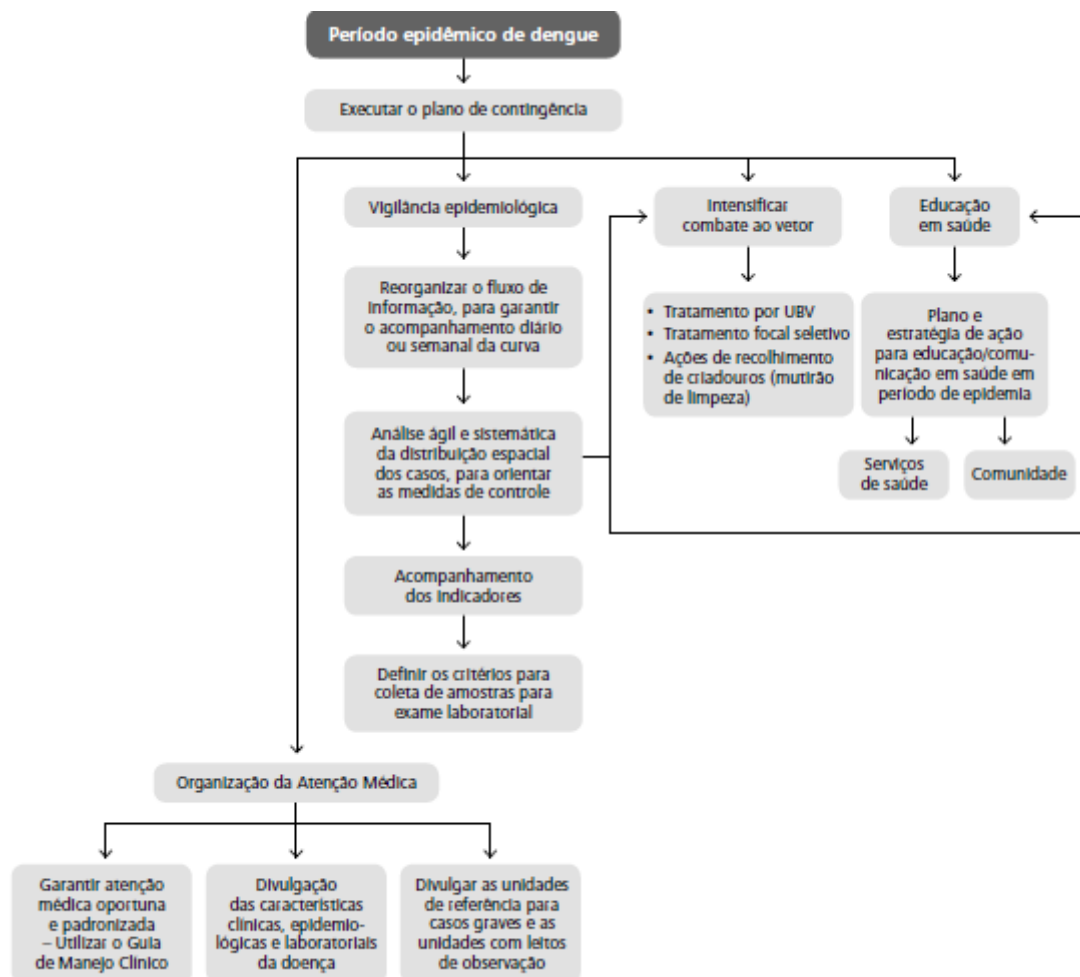 Período epidêmico de dengue
Executar o plano de contingência
Vigilância epidemiológica
Intensificar
combate ao vetor
Educação
em saúde
Reorganizar o fluxo de
informação, para garantir
o acompanhamento diário
ou semanal da curva
• Tratamento por UBV
• Tratamento focal seletivo
• Ações de recolhimento
de criadouros (mutirão
de limpeza)
Plano e
estratégia de ação
para educação/comu-
nicação em saúde em
período de epidemia
Análise ágil e sistemática
da distribuição espacial
dos casos, para orientar
as medidas de controle
Serviços
de saúde
Comunidade
Acompanhamento
dos indicadores
Definir os critérios para
coleta de amostras para
exame laboratorial
Organização da Atenção Médica
Garantir atenção
médica oportuna
e padronizada
– Utilizar o Guia
de Manejo Clínico
Divulgação
das características
clínicas, epidemio-
lógicas e laboratoriais
da doença
Divulgar as unidades
de referência para
casos graves e as
unidades com leitos
de observação